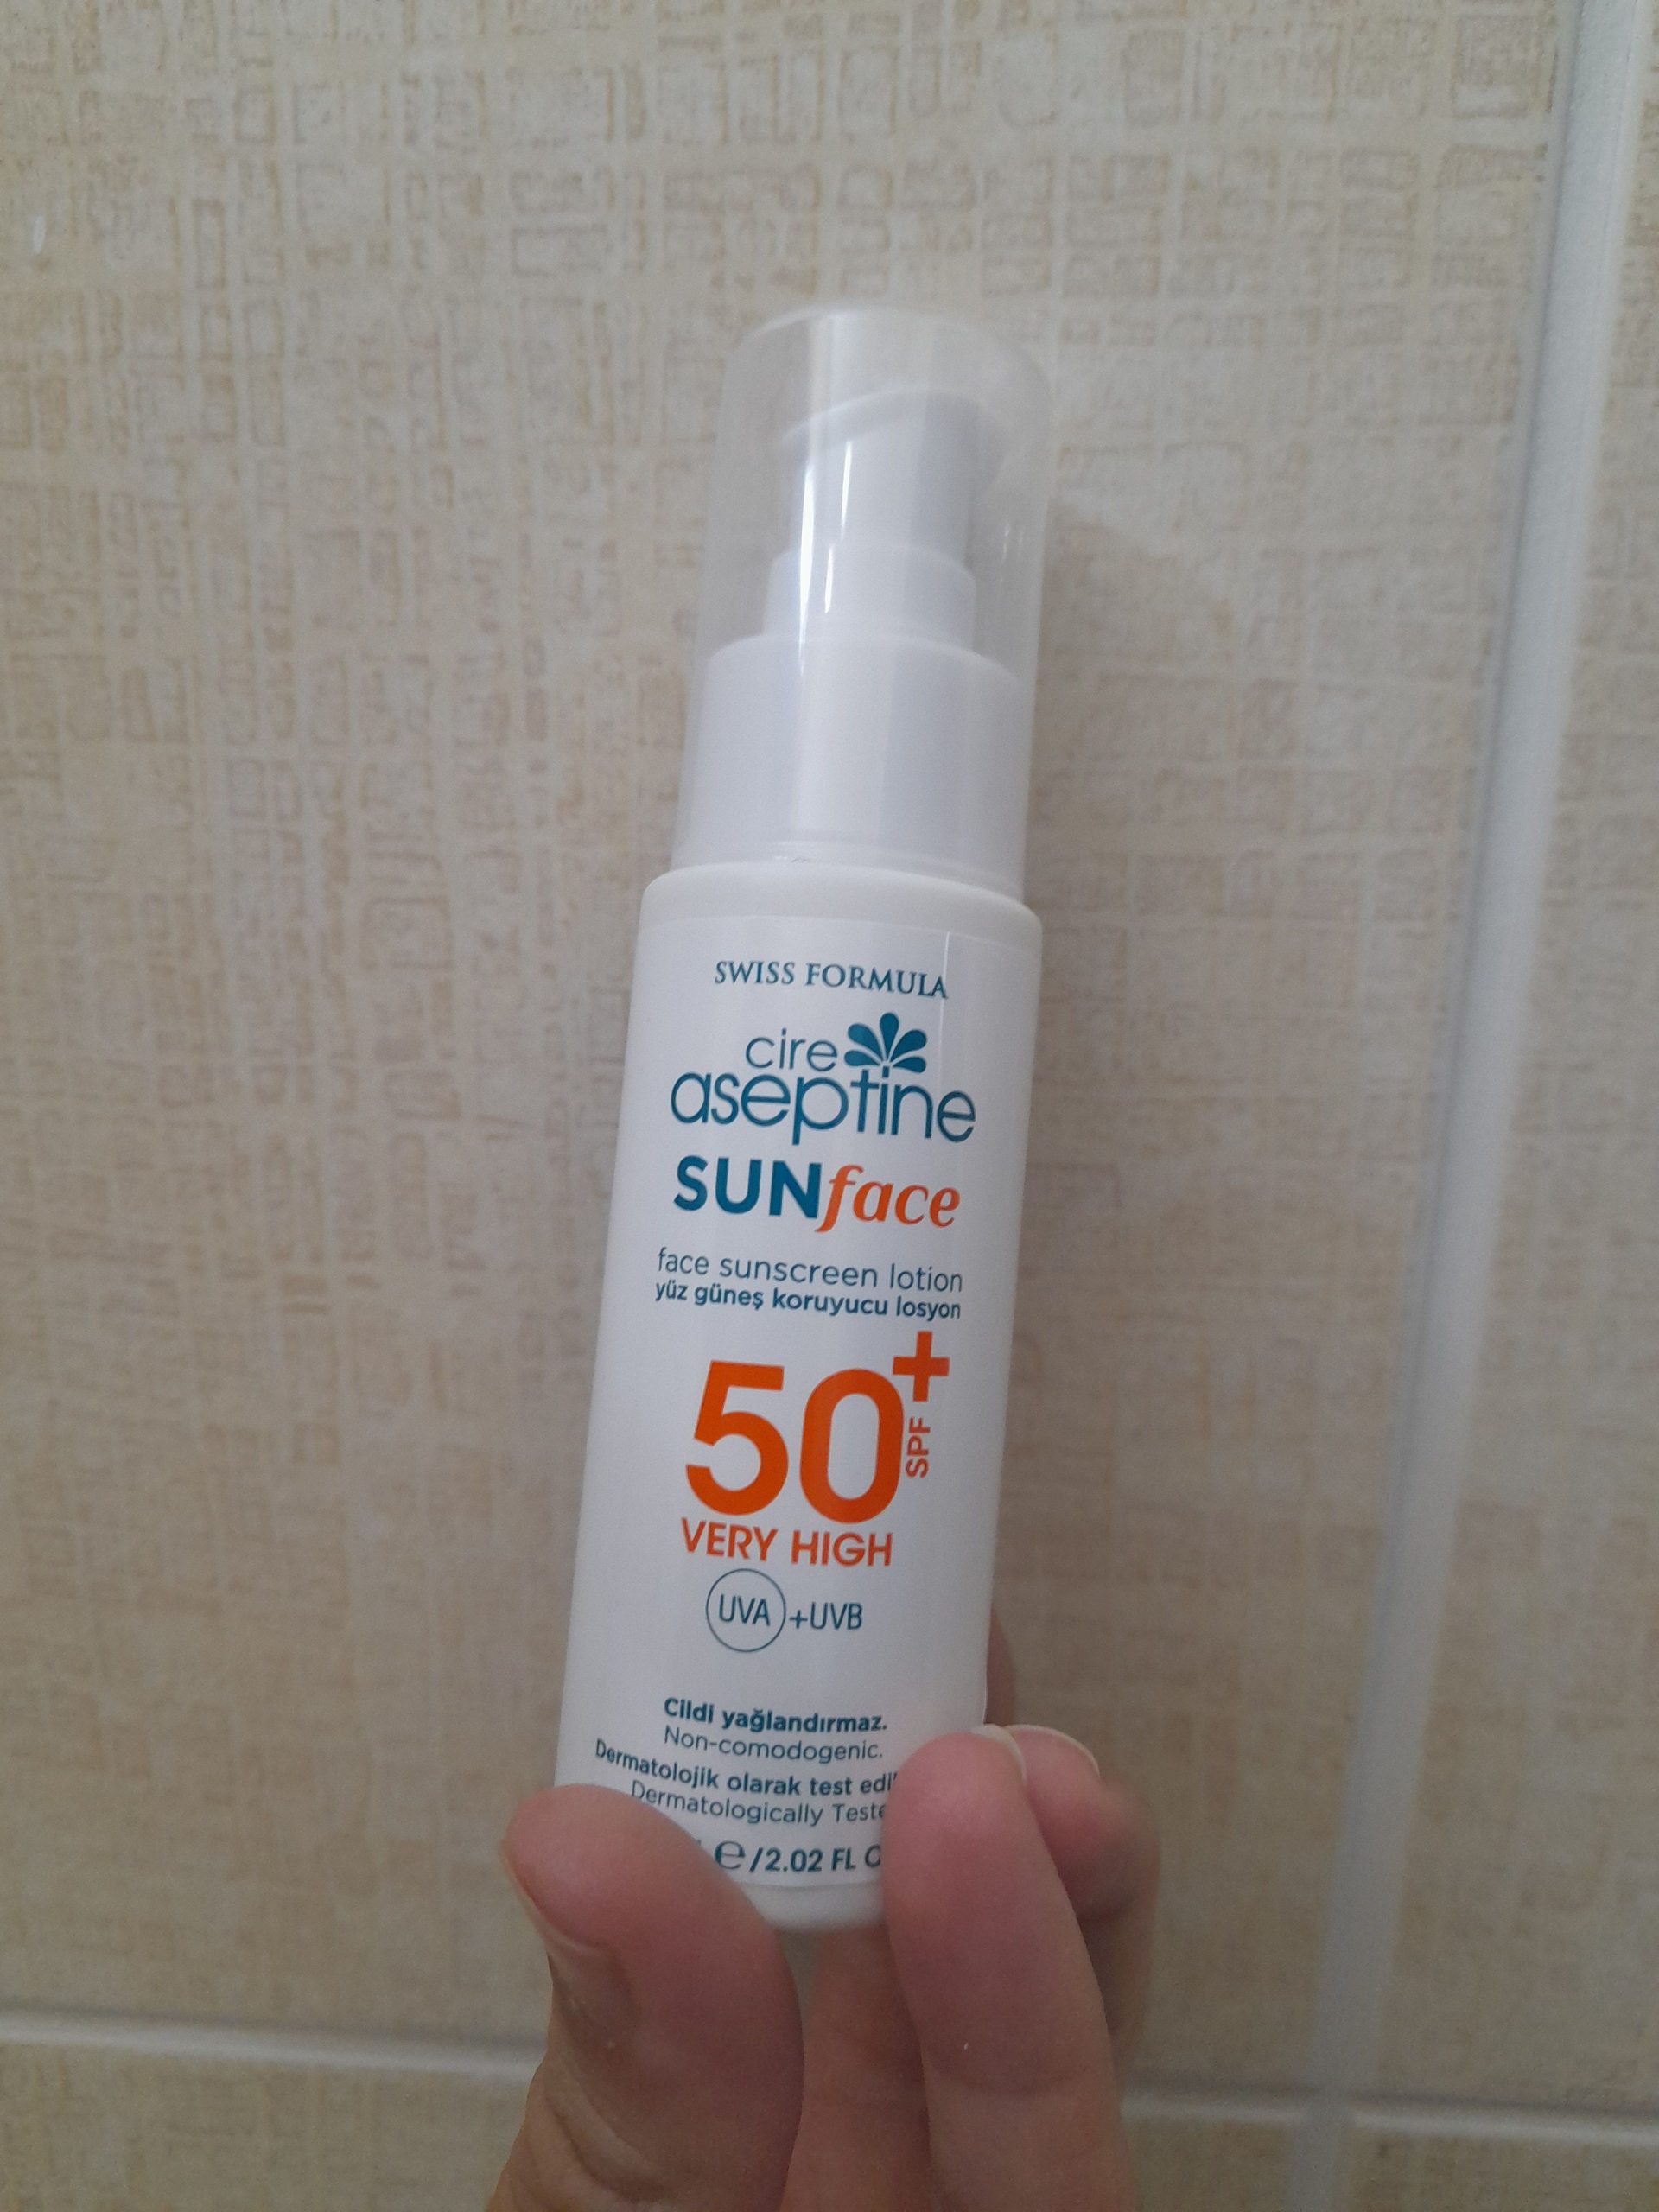 SWISS FORMULA
cire
aseptine
SUNface
face sunscreen lotion
yüz güneş koruyucu losyon
50+
SPF
VERY HIGH
UVA +UVB
Cildi yağlandırmaz.
Non-comodogenic.
Dermatolojik olarak test
Dermatologically
e/2.02 FL